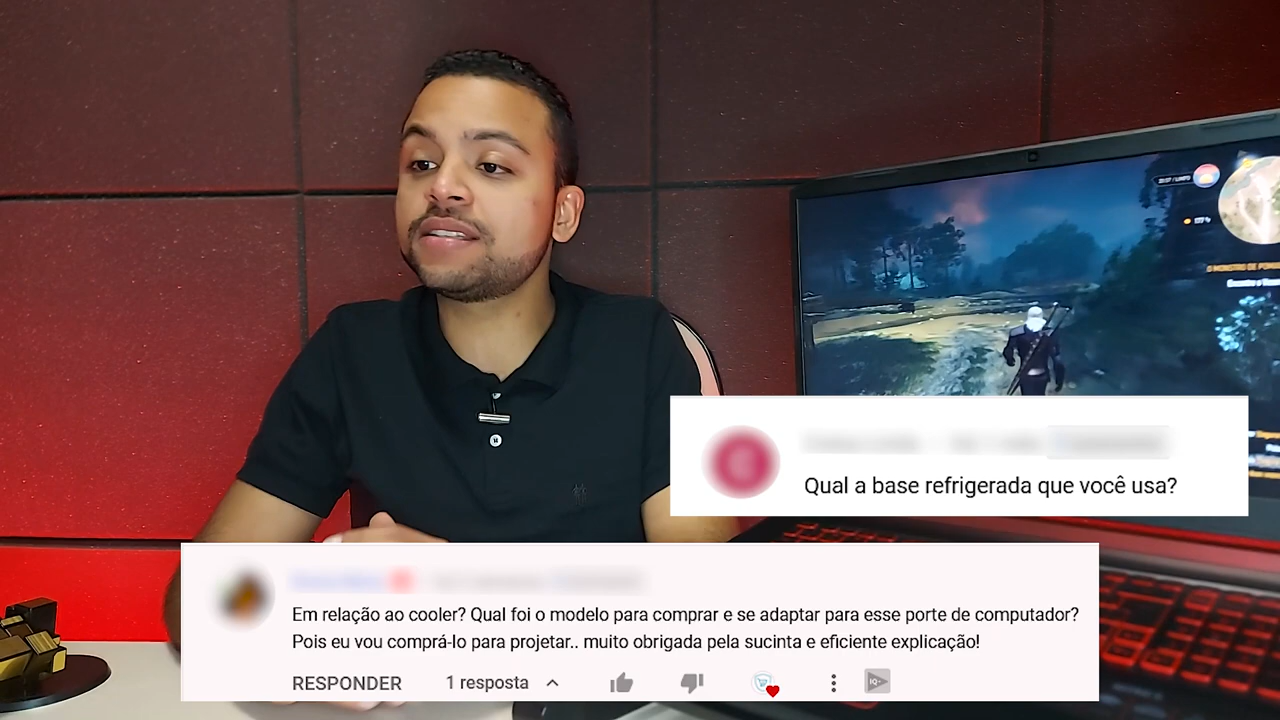 Qual a base refrigerada que você usa?
Em relação ao cooler? Qual foi o modelo para comprar e se adaptar para esse porte de computador?
Pois eu vou comprá-lo para projetar.. muito obrigada pela sucinta e eficiente explicação!
RESPONDER 1 resposta
IQ+